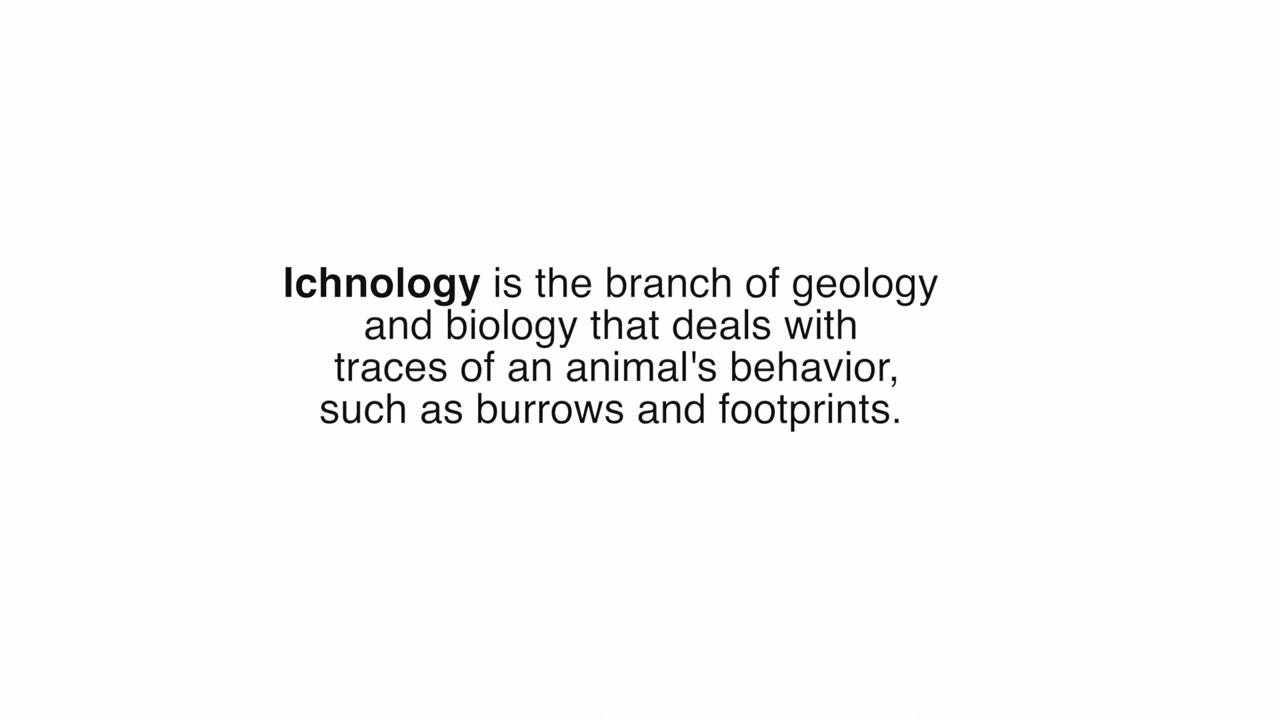 Ichnology is the branch of geology
and biology that deals with
traces of an animal's behavior,
such as burrows and footprints.